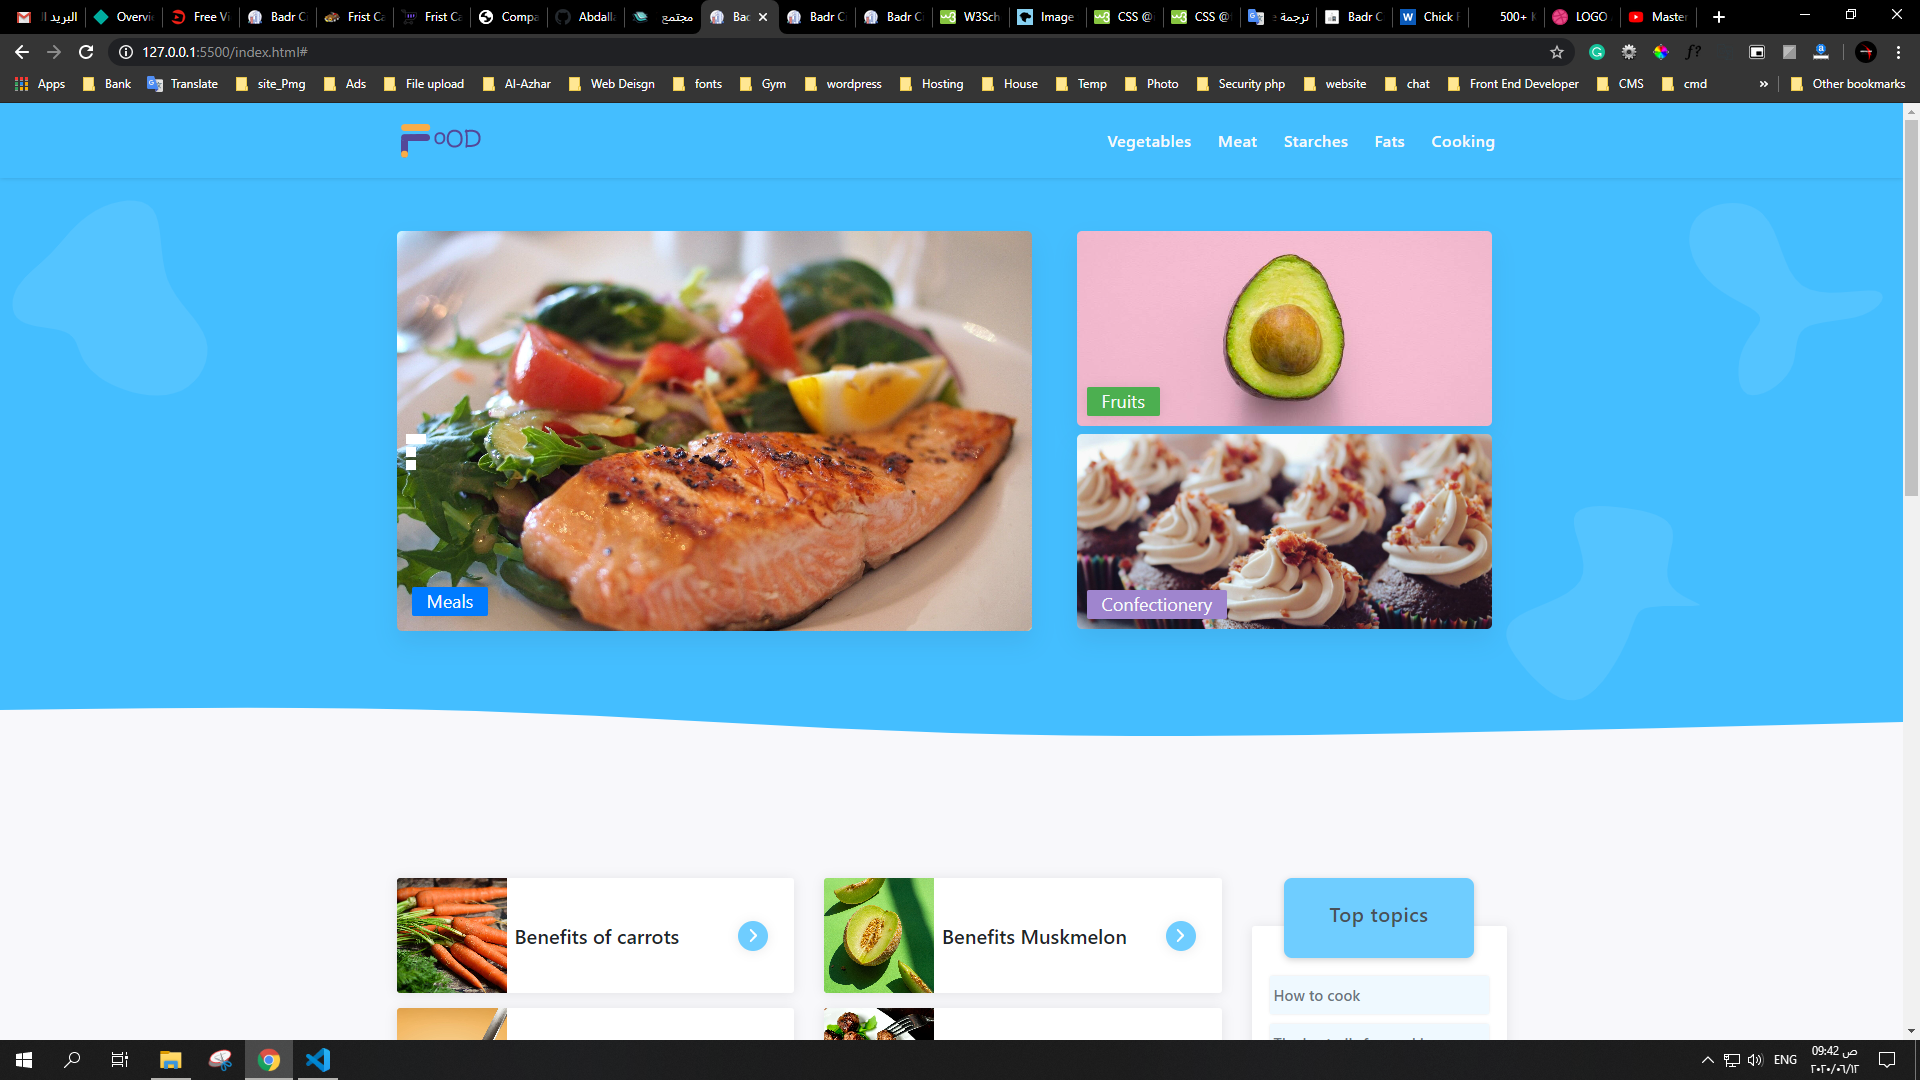 البريد ال
Overvi
Free Vi
Badr C
Frist Ca
Frist Ca
Compa
Abdalla
مجتمع
Bad
Badr C
Badr C
W3Sch
Image
CSS @
CSS @
ترجمة
Badr C
Chick F
500+
LOGO
Master
127.0.0.1:5500/index.html#
Apps
Bank
Translate
site_Pmg
Ads
File upload
Al-Azhar
Web Deisgn
fonts
Gym
wordpress
Hosting
House
Temp
Photo
Security php
website
chat
Front End Developer
CMS
cmd
»
Other bookmarks
FoOD
Vegetables
Meat
Starches
Fats
Cooking
Fruits
Meals
Confectionery
Benefits of carrots
Benefits Muskmelon
Top topics
How to cook
ENG
09:42 ص
٢٠٢٠/٠٦/١٢